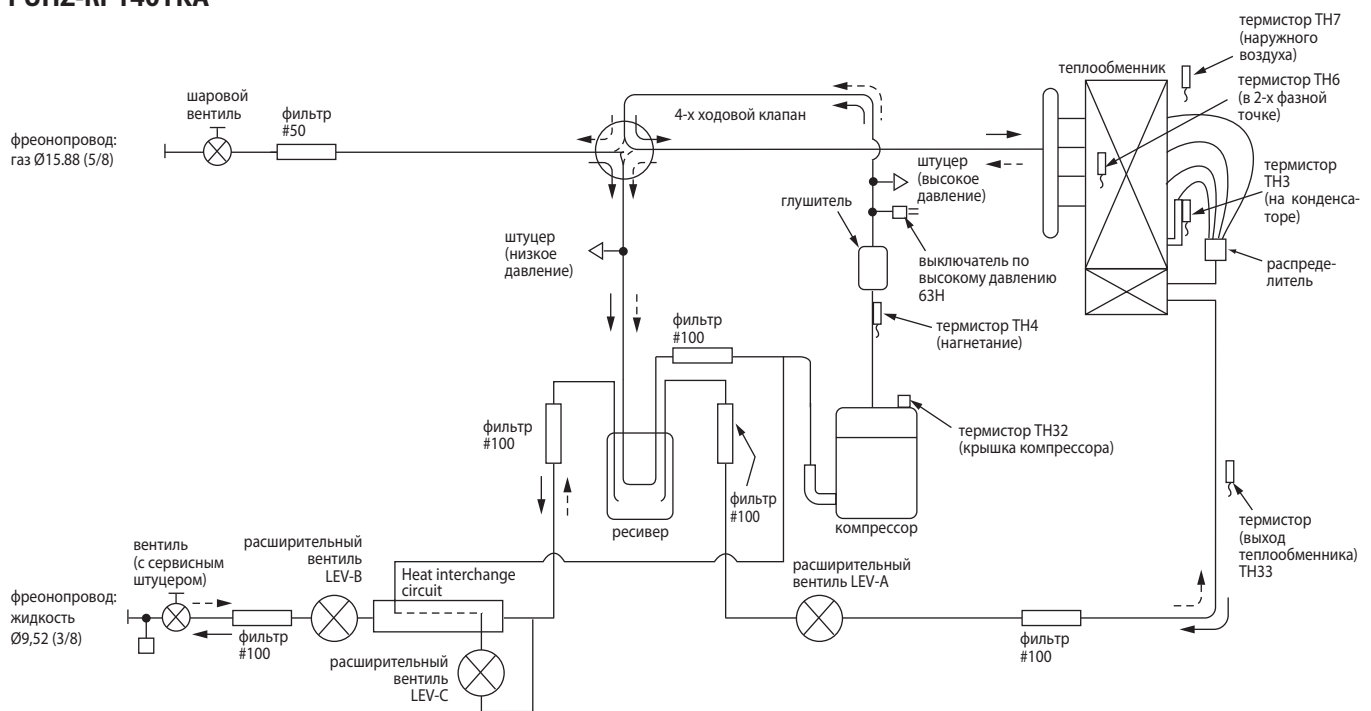 шаровой
вентиль
фильтр
#50
фреонопровод:
газ Ø15.88 (5/8)
4-х ходовой клапан
теплообменник
термистор TH7
(наружного
воздуха)
термистор TH6
(в 2-х фазной
точке)
термистор
TH3
(на конденса-
торе)
распреде-
литель
штуцер
(высокое
давление)
глушитель
выключатель по
высокому давлению
63H
штуцер
(низкое
давление)
термистор TH4
(нагнетание)
фильтр
#100
термистор TH32
(крышка компрессора)
фильтр
#100
фильтр
#100
ресивер
компрессор
термистор
(выход
теплообменника)
TH33
вентиль
(с сервисным
штуцером)
расширительный
вентиль
LEV-B
Heat interchange
circuit
расширительный
вентиль LEV-A
фреонопровод:
жидкость
Ø9,52 (3/8)
фильтр
#100
расширительный
вентиль
LEV-C
фильтр
#100